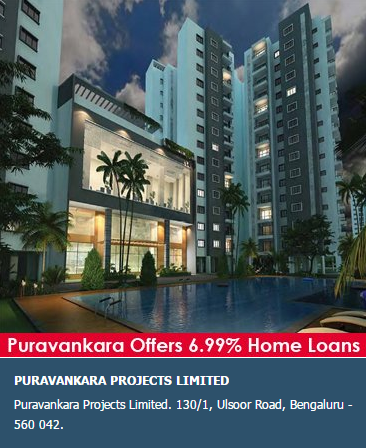 Puravankara Offers 6.99% Home Loans
PURAVANKARA PROJECTS LIMITED
Puravankara Projects Limited. 130/1, Ulsoor Road, Bengaluru -
560 042.